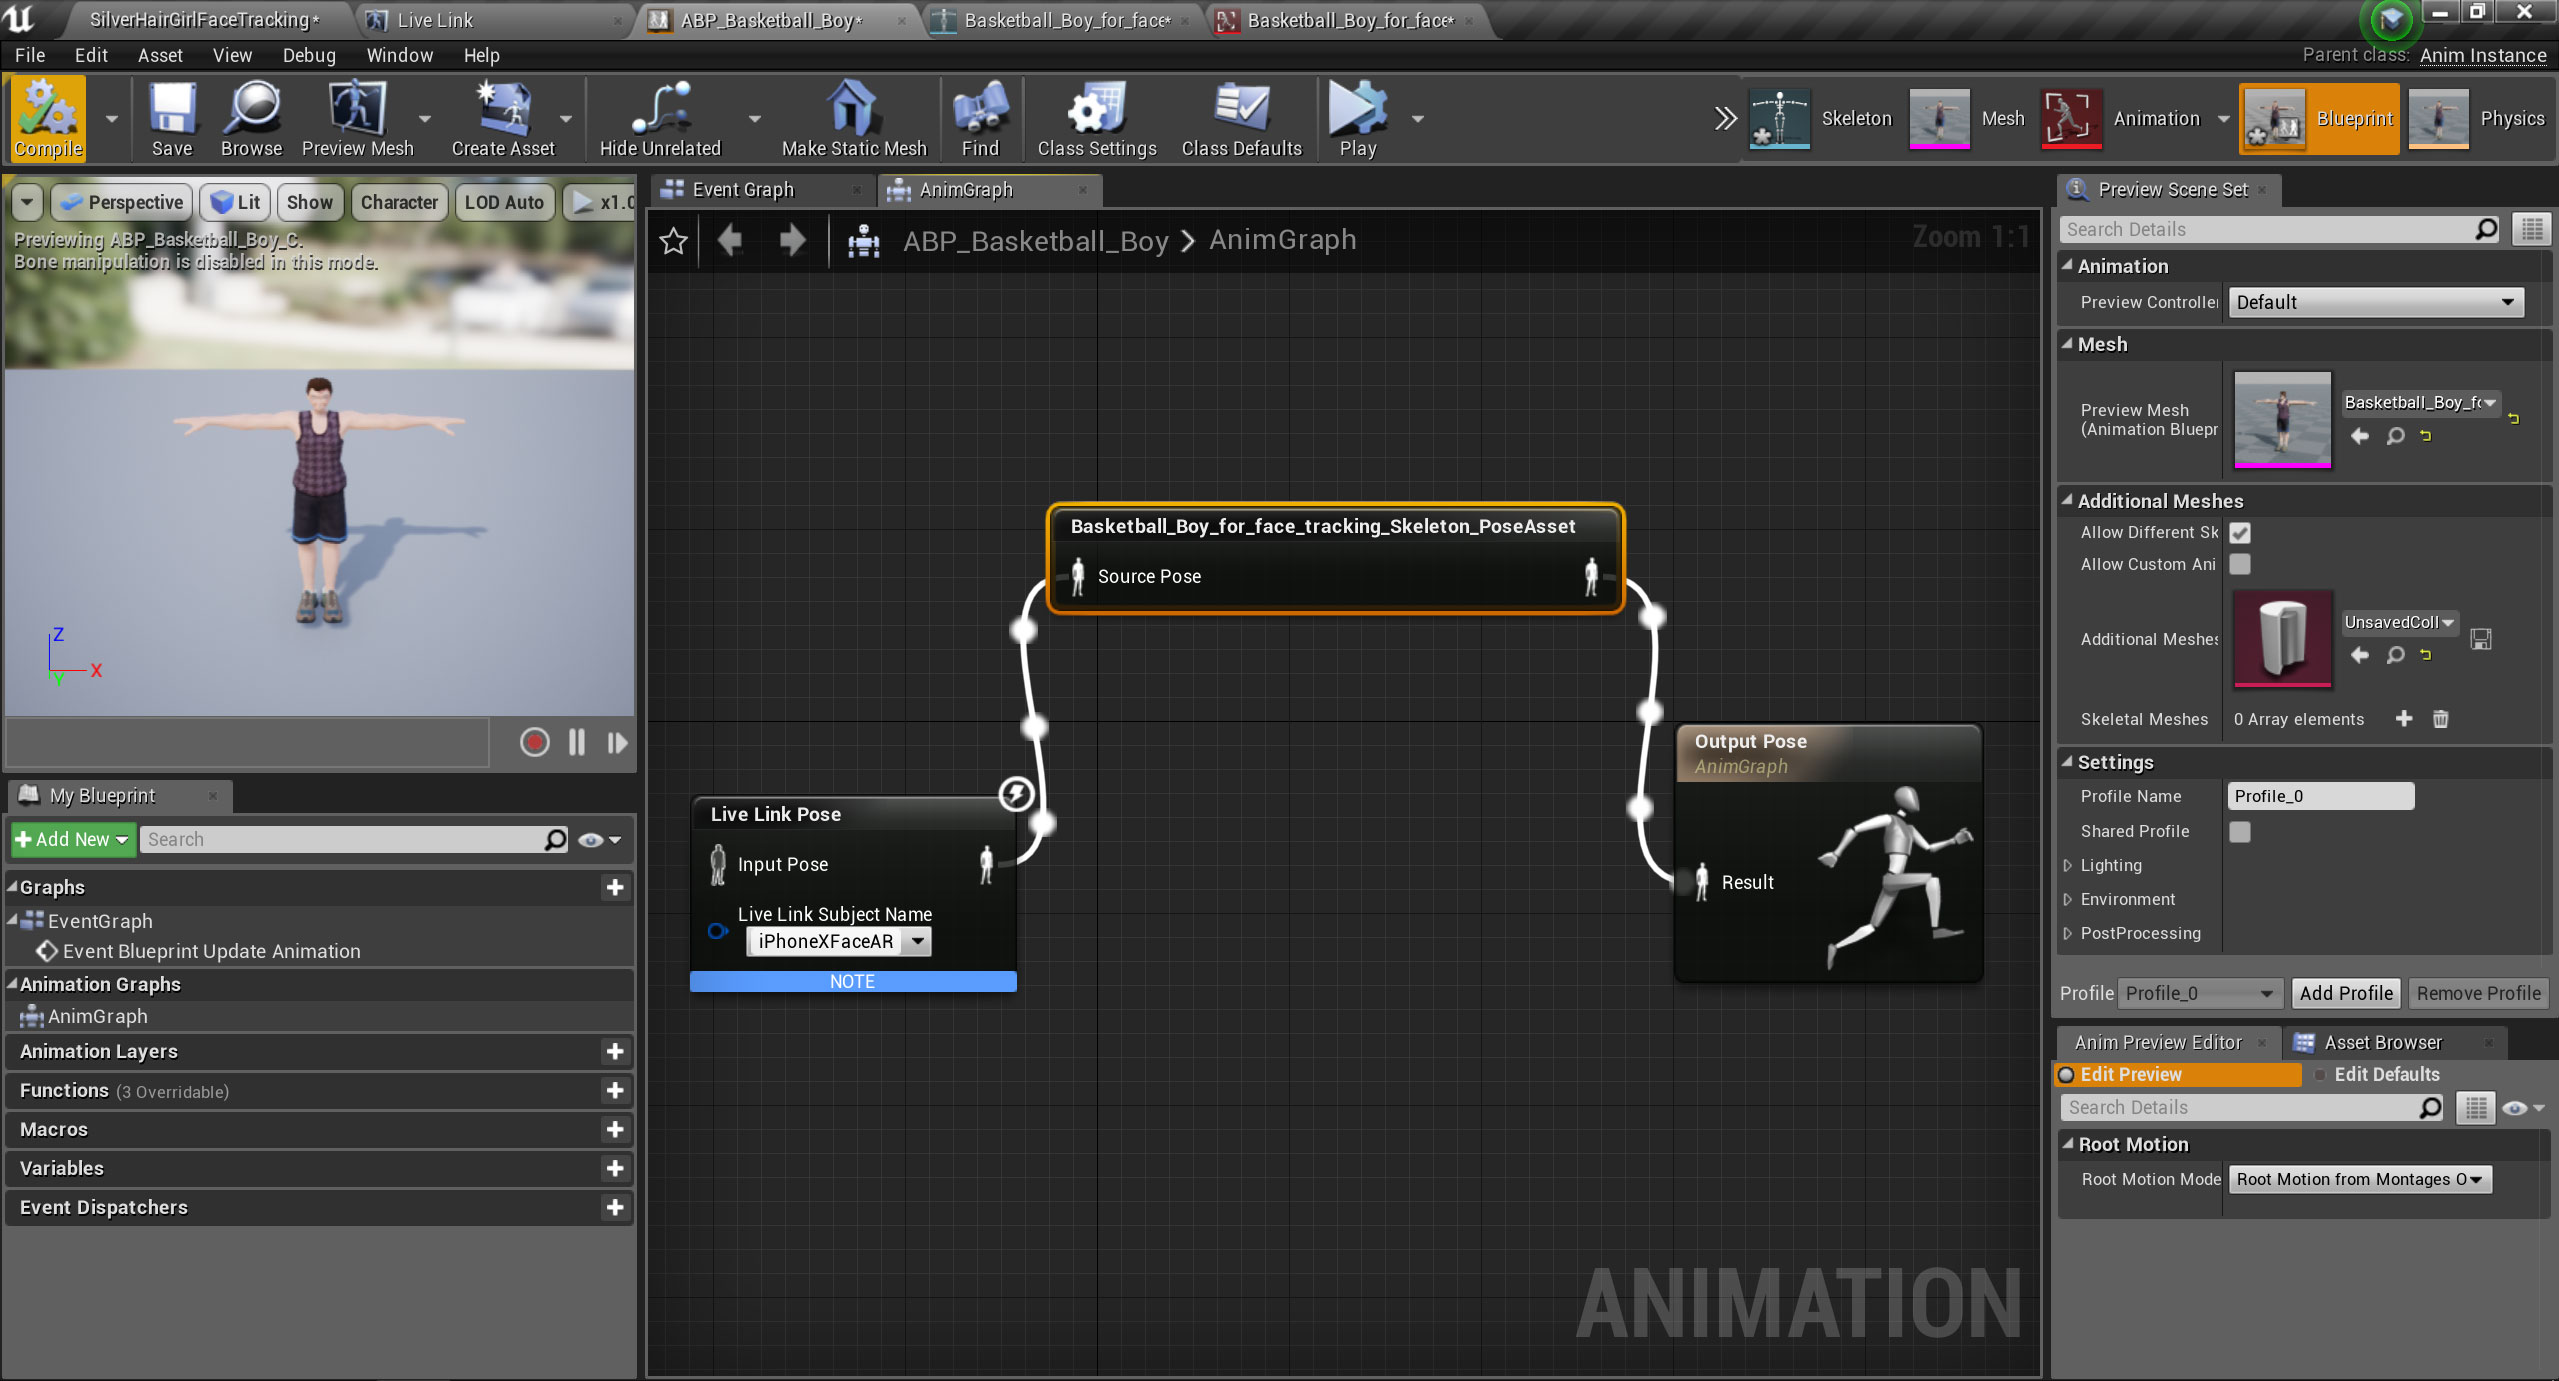 SilverHairGirlFaceTracking*
Live Link
ABP_Basketball_Boy*
Basketball_Boy_for_face*
Basketball_Boy_for_face*
File Edit Asset View Debug Window Help
Parent class: Anim Instance
Compile
Save
Browse
Preview Mesh
Create Asset
Hide Unrelated
Make Static Mesh
Find
Class Settings
Class Defaults
Play
Skeleton
Mesh
Animation
Blueprint
Physics
Perspective
Lit
Show
Character
LOD Auto
x1.0
Previewing ABP_Basketball_Boy_C.
Bone manipulation is disabled in this mode.
Z
X
Y
My Blueprint
Add New
Search
Graphs
EventGraph
Event Blueprint Update Animation
Animation Graphs
AnimGraph
Animation Layers
Functions (3 Overridable)
Macros
Variables
Event Dispatchers
Event Graph
AnimGraph
ABP_Basketball_Boy > AnimGraph
Zoom 1:1
Basketball_Boy_for_face_tracking_Skeleton_PoseAsset
Source Pose
Live Link Pose
Input Pose
Live Link Subject Name
iPhoneXFaceAR
NOTE
Output Pose
AnimGraph
Result
ANIMATION
Preview Scene Set
Search Details
Animation
Preview Controller
Default
Mesh
Preview Mesh
(Animation Bluepr
Basketball_Boy_fo
Additional Meshes
Allow Different Sk
Allow Custom Ani
Additional Meshes
UnsavedColl
Skeletal Meshes
0 Array elements
Settings
Profile Name
Profile_0
Shared Profile
Lighting
Environment
PostProcessing
Profile
Profile_0
Add Profile
Remove Profile
Anim Preview Editor
Asset Browser
Edit Preview
Edit Defaults
Search Details
Root Motion
Root Motion Mode
Root Motion from Montages O